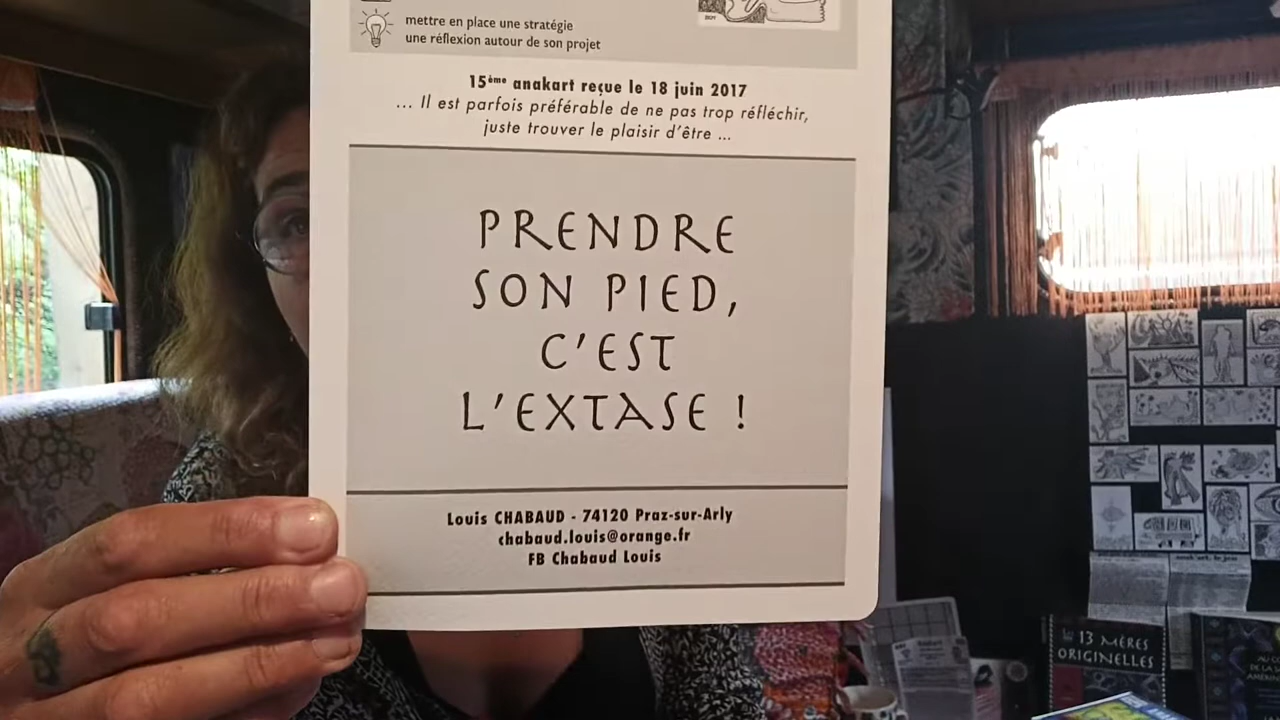 mettre en place une stratégie
une réflexion autour de son projet
15ème anakart reçue le 18 juin 2017
... Il est parfois préférable de ne pas trop réfléchir,
juste trouver le plaisir d'être ...
PRENDRE
SON PIED,
C'EST
L'EXTASE !
Louis CHABAUD - 74120 Praz-sur-Arly
chabaud.louis@orange.fr
FB Chabaud Louis
13 MÈRES
ORIGINELLES